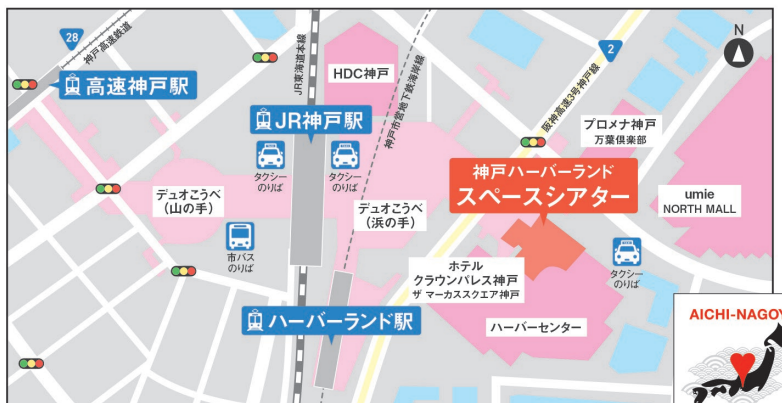 28
神戸高速鉄道
高速神戸駅
JR東海道本線
HDC神戸
神戸市営地下鉄海岸線
阪神高速3号神戸線
2
N
JR神戸駅
タクシー
のりば
タクシー
のりば
プロメナ神戸
万葉倶楽部
神戸ハーバーランド
スペースシアター
umie
NORTH MALL
デュオこうべ
(山の手)
デュオこうべ
(浜の手)
市バス
のりば
ホテル
クラウンパレス神戸
ザ マーカススクエア神戸
タクシー
のりば
ハーバーランド駅
ハーバーセンター
AICHI-NAGOY